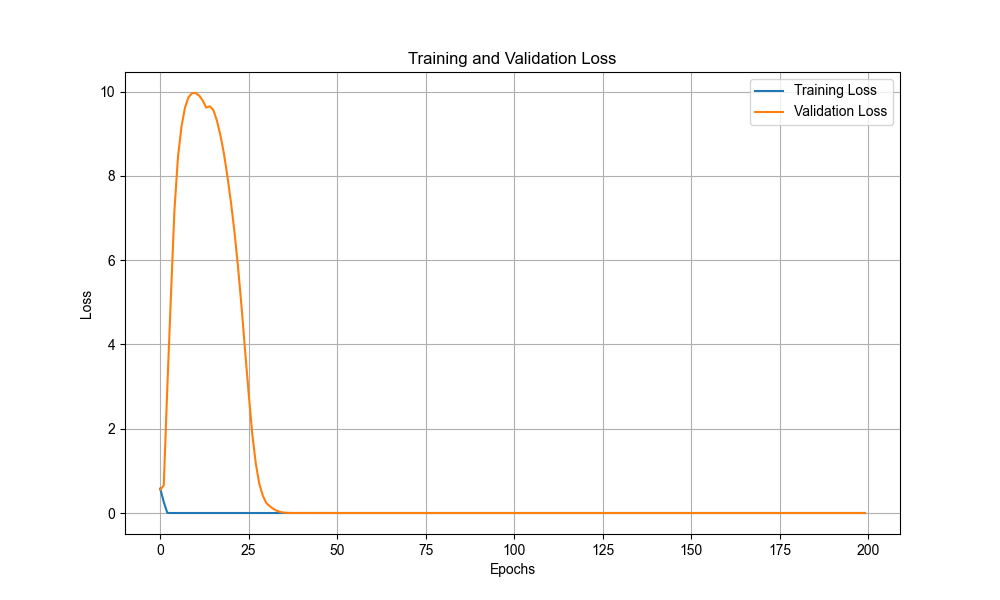 Training and Validation Loss
Training Loss
Validation Loss
10
8
6
4
2
0
Loss
0 25 50 75 100 125 150 175 200
Epochs